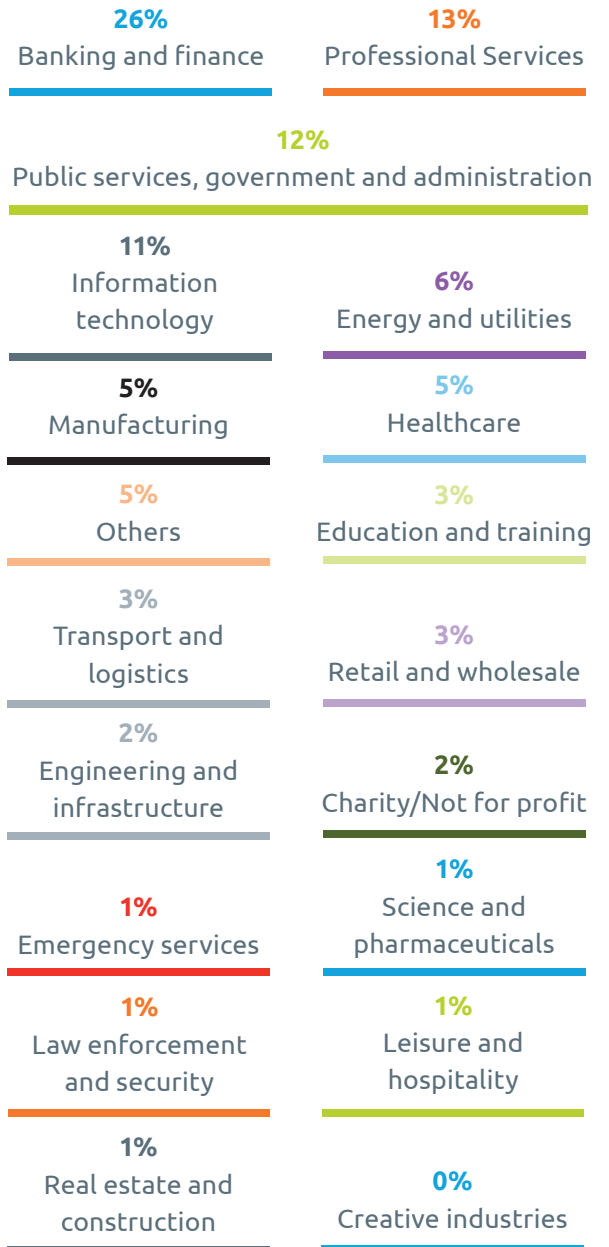 26%
Banking and finance
13%
Professional Services
12%
Public services, government and administration
11%
Information
technology
6%
Energy and utilities
5%
Manufacturing
5%
Healthcare
5%
Others
3%
Education and training
3%
Transport and
logistics
3%
Retail and wholesale
2%
Engineering and
infrastructure
2%
Charity/Not for profit
1%
Emergency services
1%
Science and
pharmaceuticals
1%
Law enforcement
and security
1%
Leisure and
hospitality
1%
Real estate and
construction
0%
Creative industries